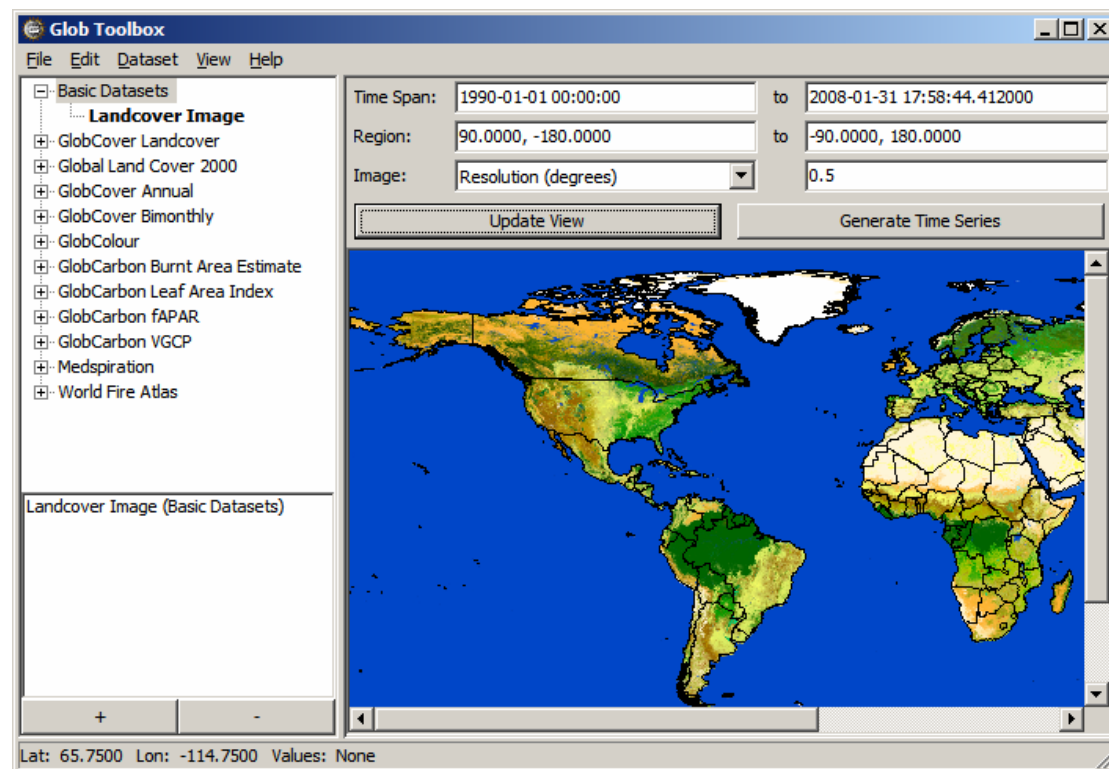 Glob Toolbox
File Edit Dataset View Help
Basic Datasets
Landcover Image
GlobCover Landcover
Global Land Cover 2000
GlobCover Annual
GlobCover Bimonthly
GlobColour
GlobCarbon Burnt Area Estimate
GlobCarbon Leaf Area Index
GlobCarbon fAPAR
GlobCarbon VGCP
Medspiration
World Fire Atlas
Landcover Image (Basic Datasets)
+ -
Time Span: 1990-01-01 00:00:00 to 2008-01-31 17:58:44.412000
Region: 90.0000, -180.0000 to -90.0000, 180.0000
Image: Resolution (degrees) 0.5
Update View Generate Time Series
Lat: 65.7500 Lon: -114.7500 Values: None